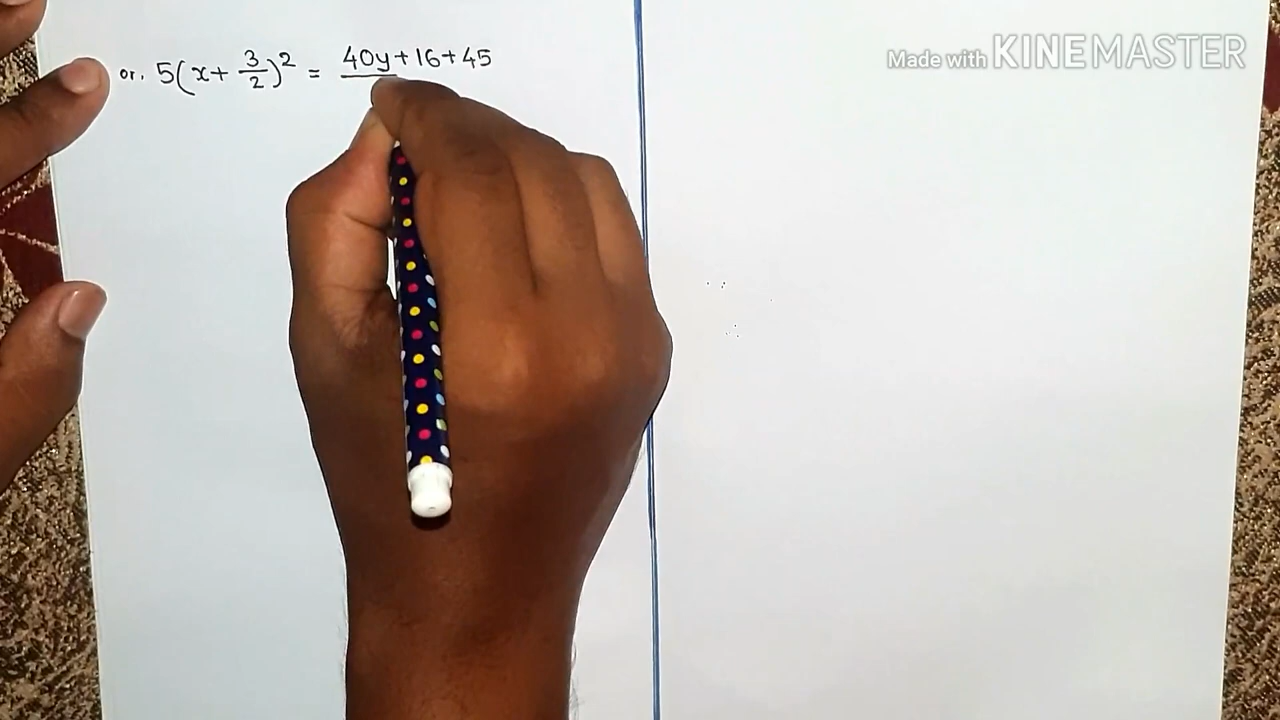 or, 5(x + 3/2)² = 40y + 16 + 45
Made with KINEMASTER